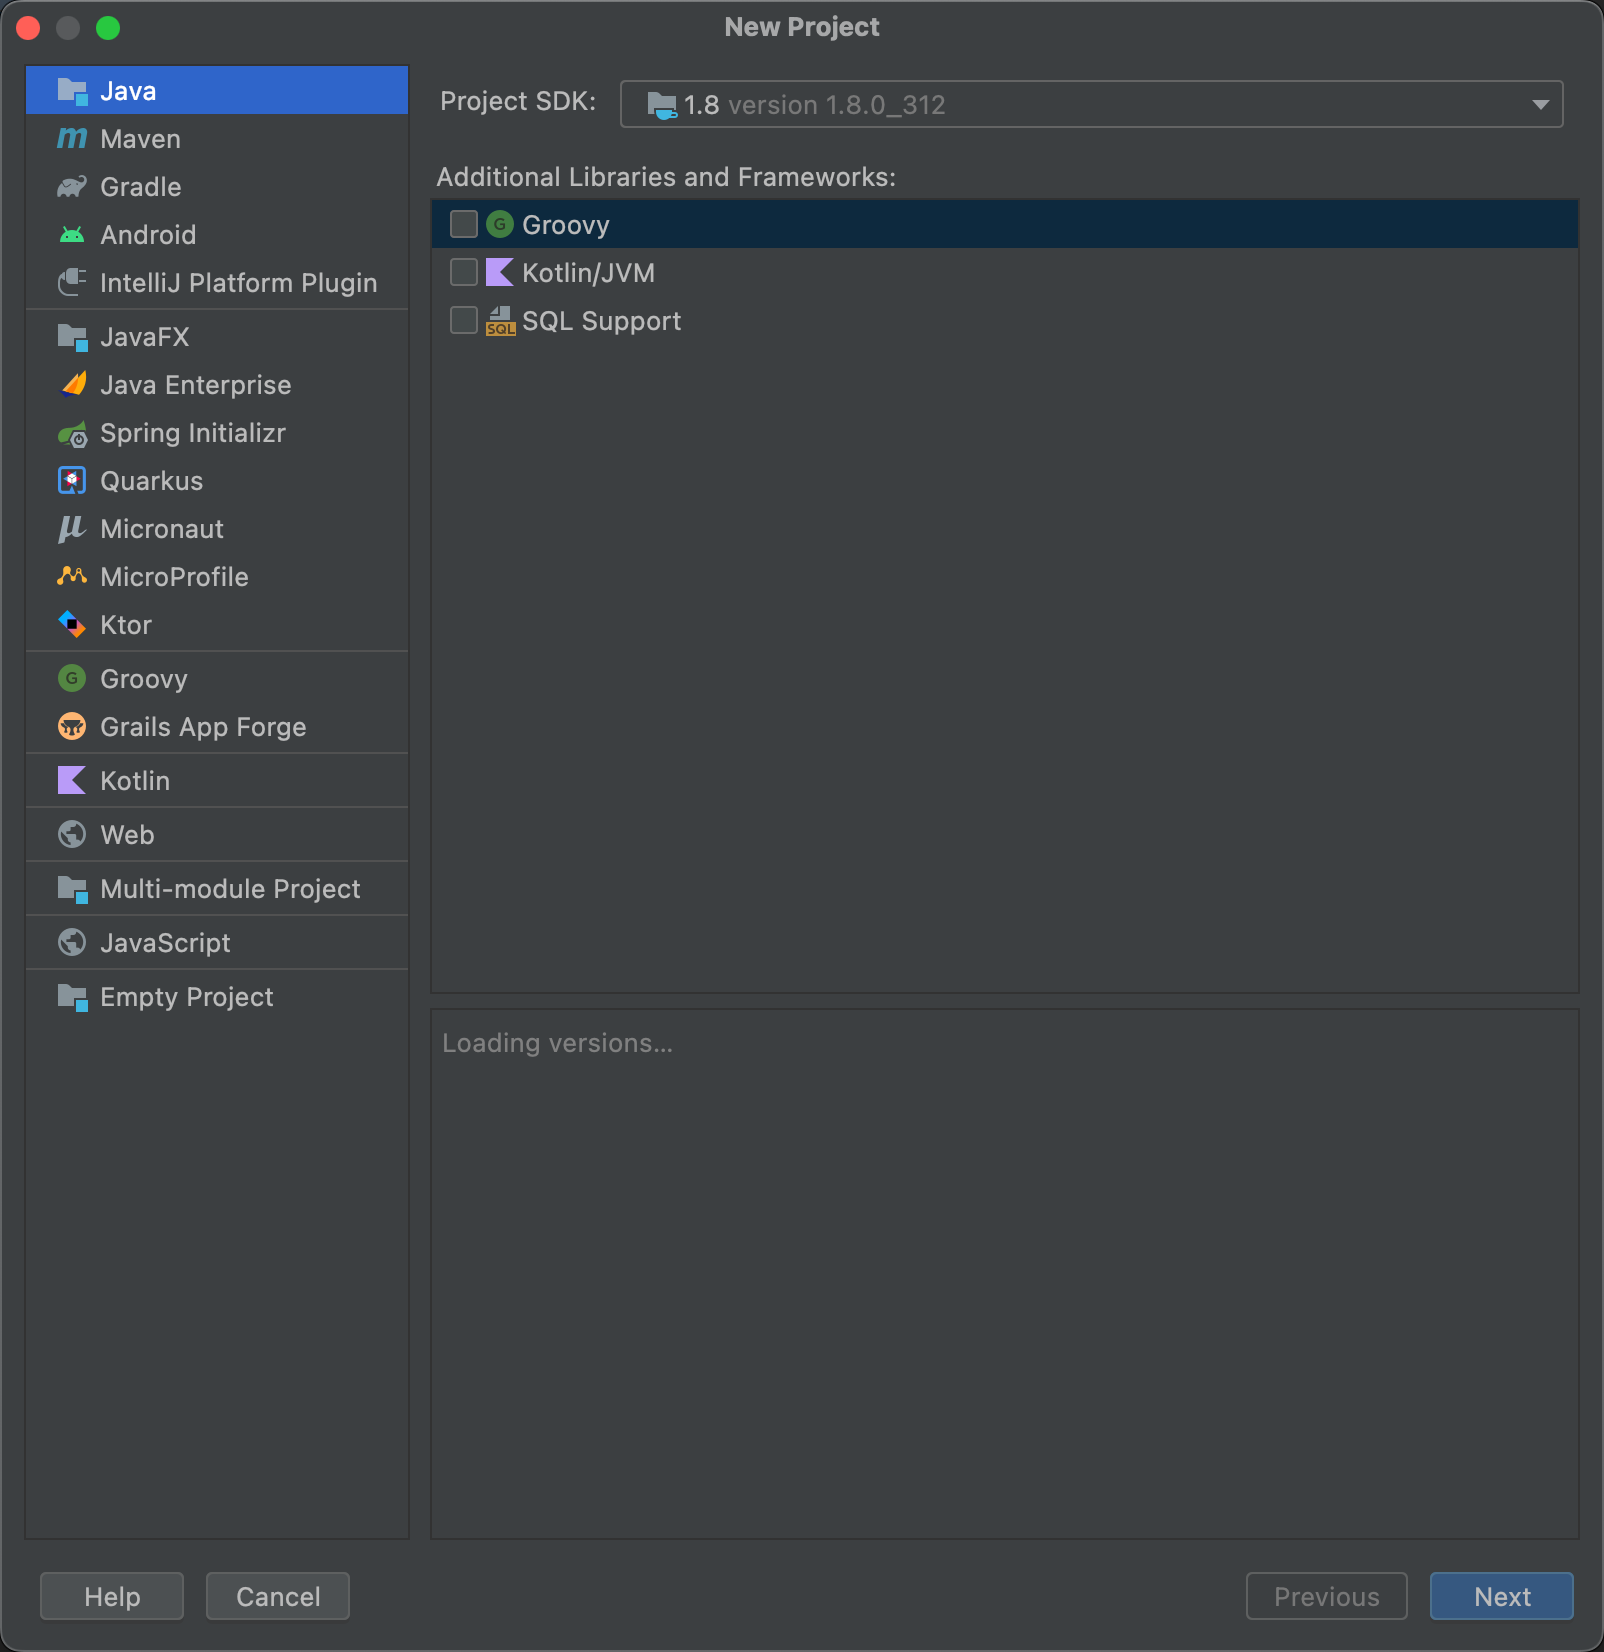 New Project
Java
Maven
Gradle
Android
IntelliJ Platform Plugin
JavaFX
Java Enterprise
Spring Initializr
Quarkus
Micronaut
MicroProfile
Ktor
G Groovy
Grails App Forge
Kotlin
Web
Multi-module Project
JavaScript
Empty Project
Project SDK: 1.8 version 1.8.0_312
Additional Libraries and Frameworks:
G Groovy
Kotlin/JVM
SQL SQL Support
Loading versions...
Help Cancel Previous Next